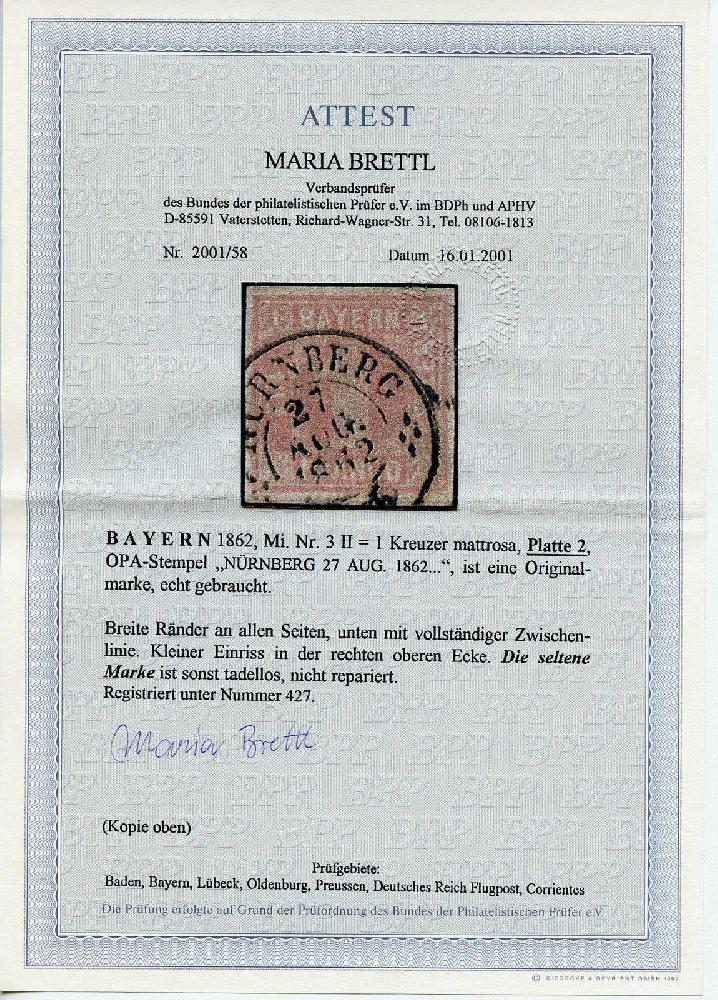 ATTEST
MARIA BRETTL
Verbandsprüfer
des Bundes der philatelistischen Prüfer e.V. im BDPh und APHV
D-85591 Vaterstetten, Richard-Wagner-Str. 31, Tel. 08106-1813
Nr. 2001/58 Datum 16.01.2001
BAYERN
NÜRNBERG
27
AUG.
1862
BAYERN 1862, Mi. Nr. 3 II = 1 Kreuzer mattrosa, Platte 2,
OPA-Stempel „NÜRNBERG 27 AUG. 1862...“, ist eine Original-
marke, echt gebraucht.
Breite Ränder an allen Seiten, unten mit vollständiger Zwischen-
linie. Kleiner Einriss in der rechten oberen Ecke. Die seltene
Marke ist sonst tadellos, nicht repariert.
Registriert unter Nummer 427.
Maria Brettl
(Kopie oben)
Prüfgebiete:
Baden, Bayern, Lübeck, Oldenburg, Preussen, Deutsches Reich Flugpost, Corrientes
Die Prüfung erfolgte auf Grund der Prüfordnung des Bundes der Philatelistischen Prüfer e.V.
© GIESECKE & DEVRIENT GMBH